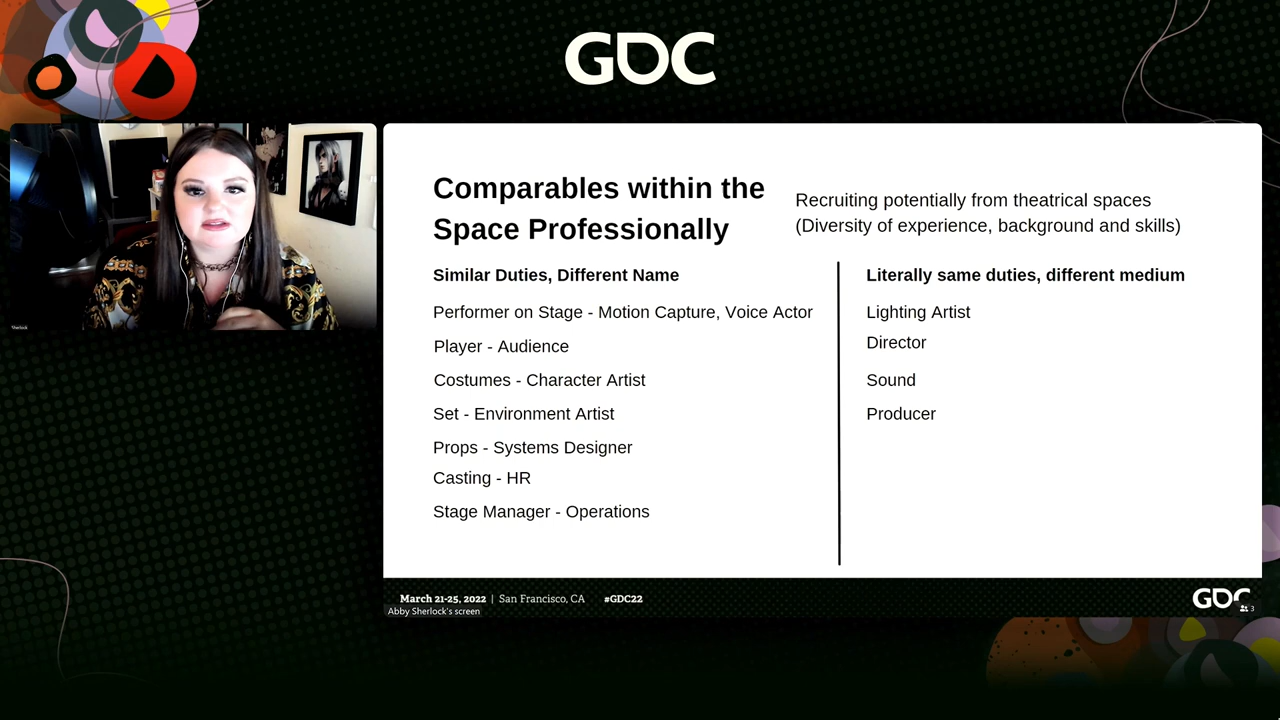 GDC
Comparables within the
Space Professionally
Recruiting potentially from theatrical spaces
(Diversity of experience, background and skills)
Similar Duties, Different Name
Performer on Stage - Motion Capture, Voice Actor
Player - Audience
Costumes - Character Artist
Set - Environment Artist
Props - Systems Designer
Casting - HR
Stage Manager - Operations
Literally same duties, different medium
Lighting Artist
Director
Sound
Producer
Sherlock
March 21-25, 2022 | San Francisco, CA #GDC22
GDC
Abby Sherlock's screen
3